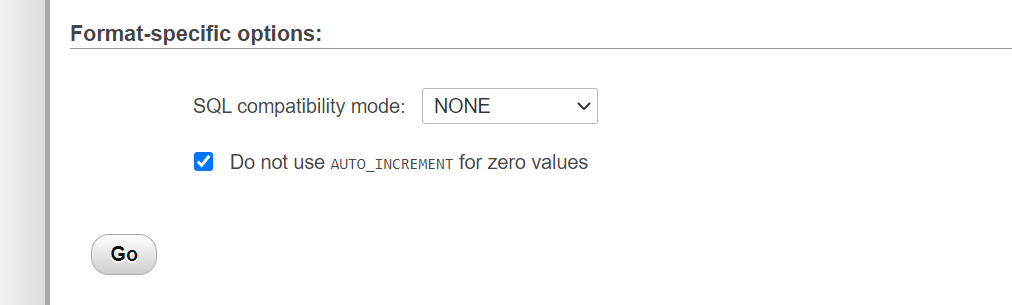 Format-specific options:
SQL compatibility mode: NONE
Do not use AUTO_INCREMENT for zero values
Go